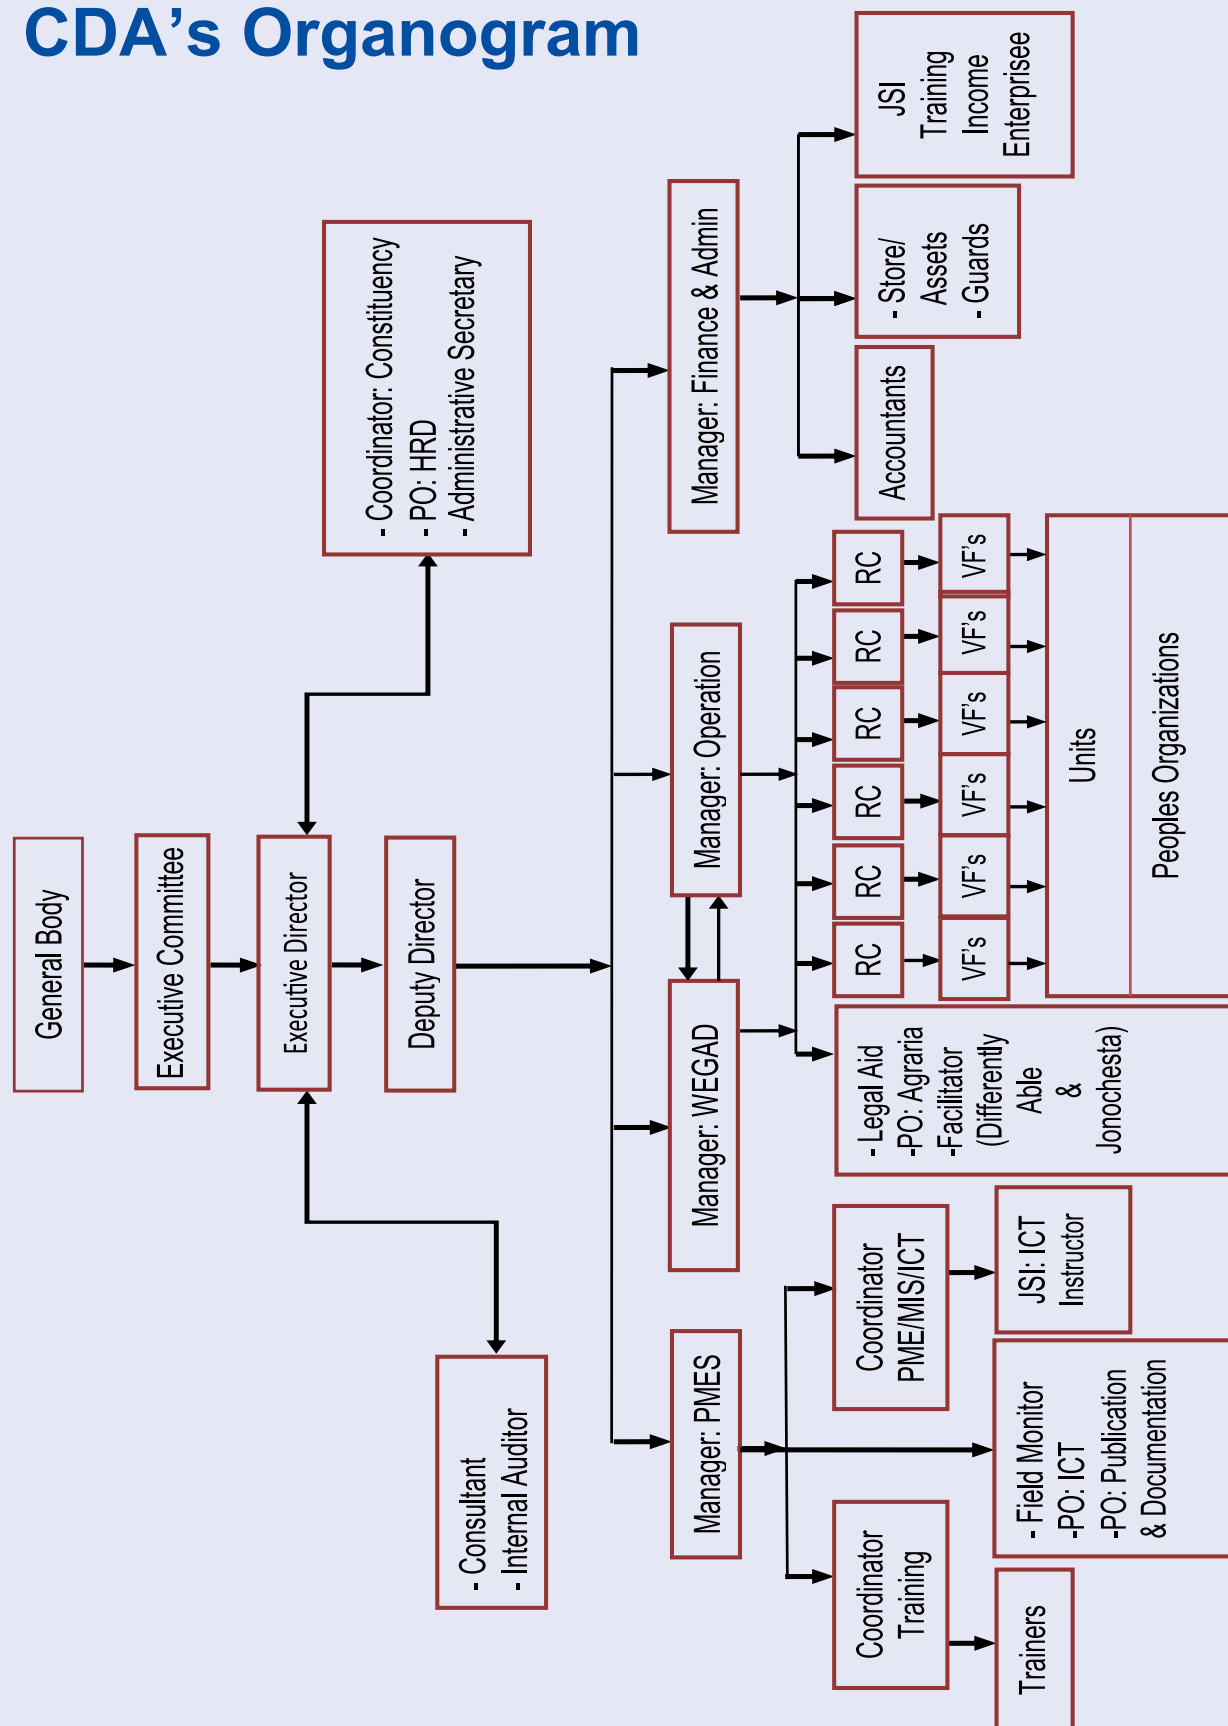 CDA’s Organogram
General Body
Executive Committee
Executive Director
- Consultant
- Internal Auditor
- Coordinator: Constituency
- PO: HRD
- Administrative Secretary
Deputy Director
Manager: PMES
Manager: WEGAD
Manager: Operation
Manager: Finance & Admin
Coordinator
Training
Coordinator
PME/MIS/ICT
Trainers
- Field Monitor
-PO: ICT
-PO: Publication
& Documentation
JSI: ICT
Instructor
- Legal Aid
-PO: Agraria
-Facilitator
(Differently
Able
&
Jonochesta)
RC
RC
RC
RC
RC
RC
VF’s
VF’s
VF’s
VF’s
VF’s
VF’s
Units
Peoples Organizations
Accountants
- Store/
Assets
- Guards
JSI
Training
Income
Enterprisee